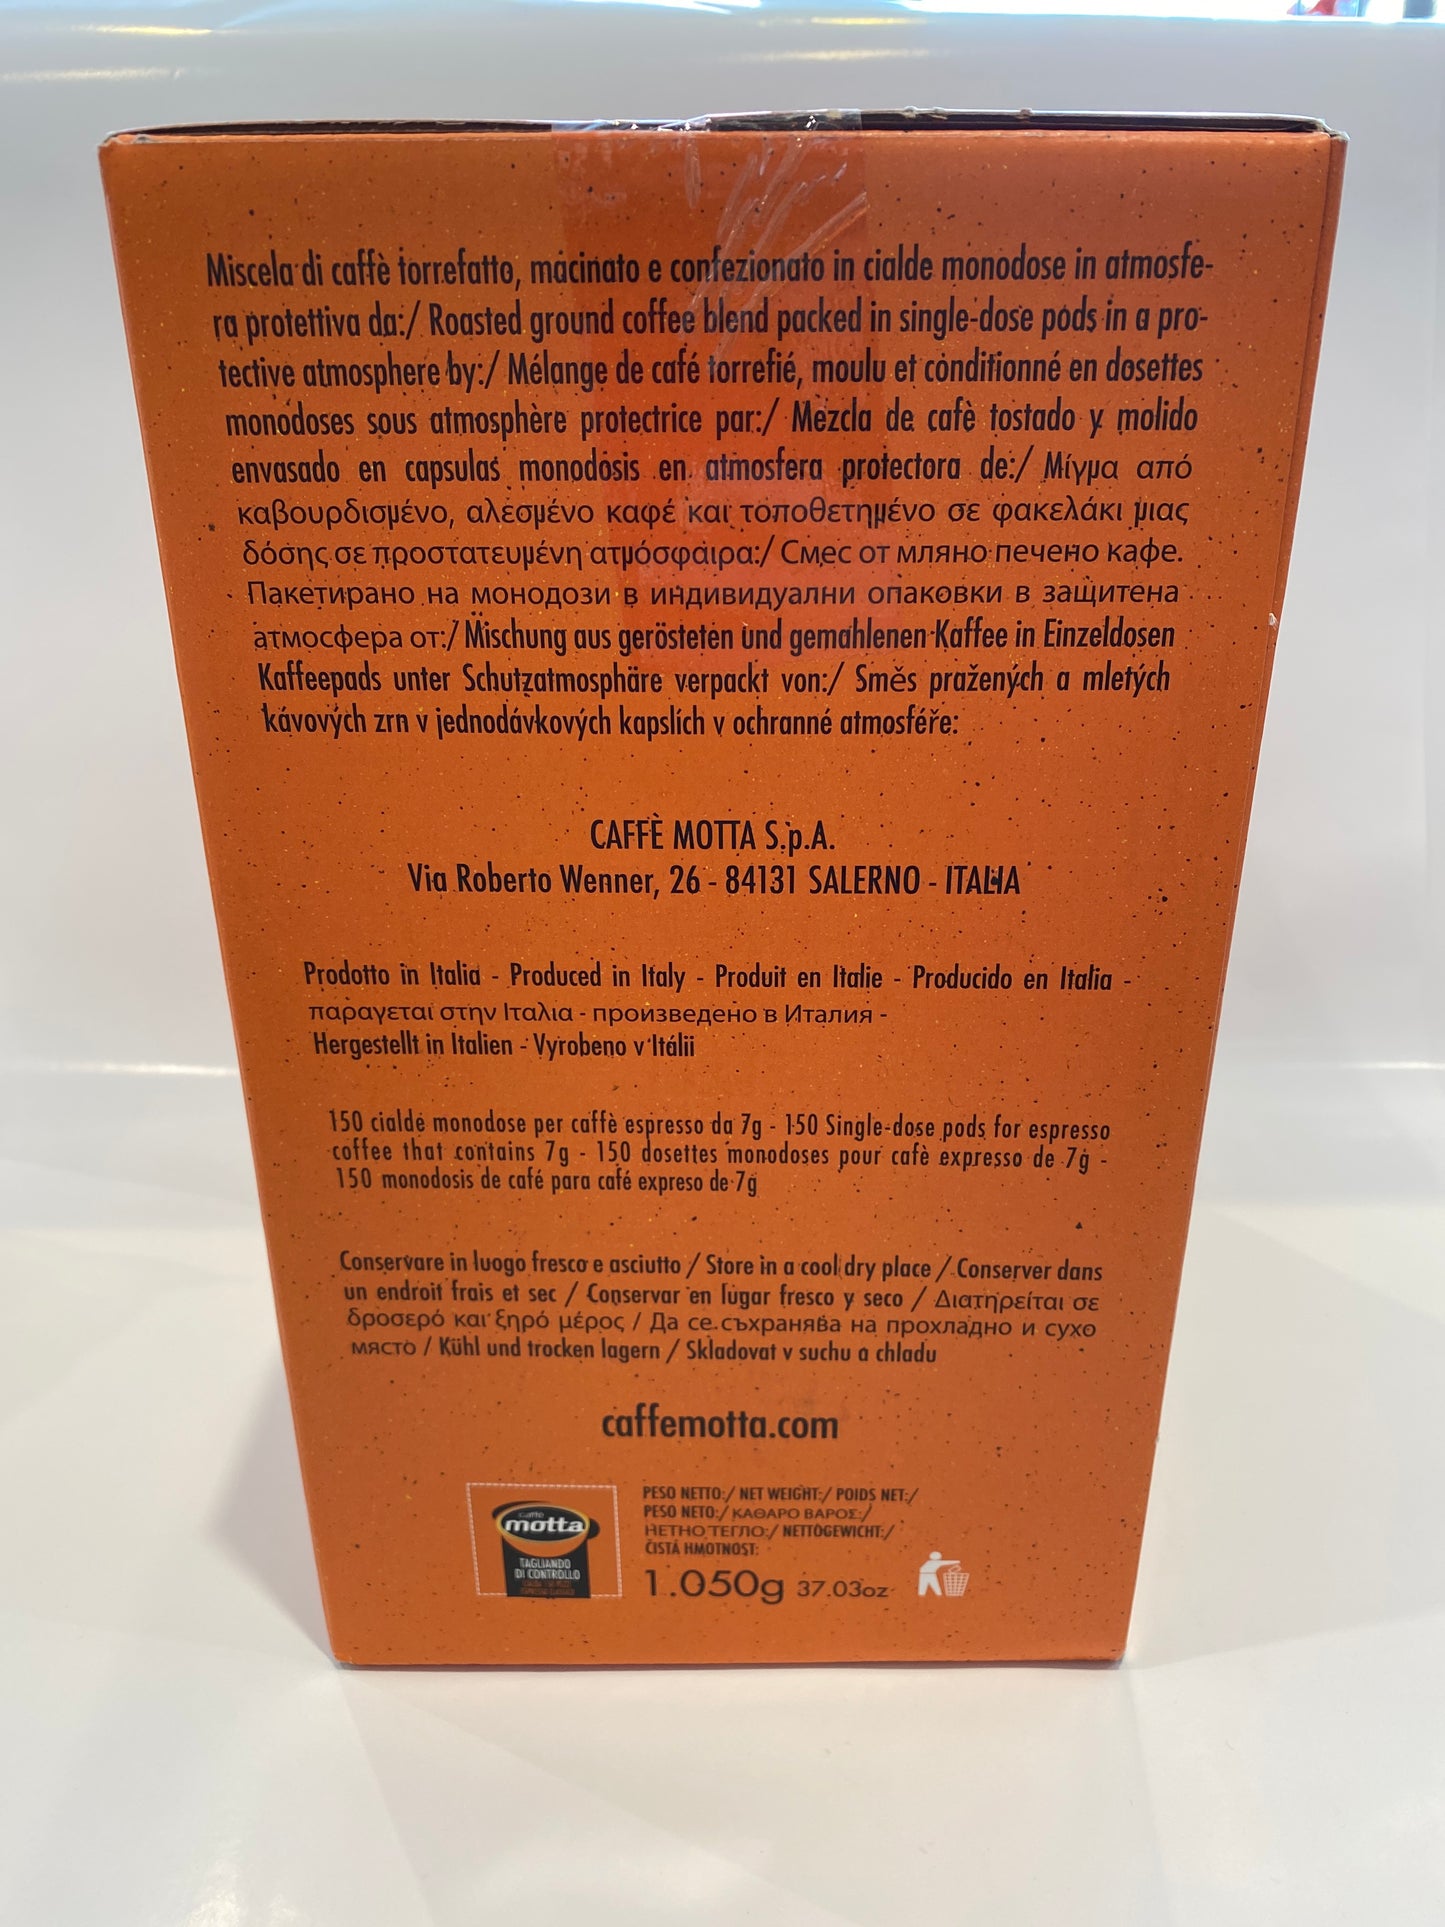 Miscela di caffè torrefatto, macinato e confezionato in cialde monodose in atmosfe-
ra protettiva da:/ Roasted ground coffee blend packed in single-dose pods in a pro-
tective atmosphere by:/ Mélange de café torrefié, moulu et conditionné en dosettes
monodoses sous atmosphère protectrice par:/ Mezcla de cafè tostado y molido
envasado en capsulas monodosis en atmosfera protectora de:/ Μίγμα από
καβουρδισμένο, αλεσμένο καφέ και τοποθετημένο σε φακελάκι μιας
δόσης σε προστατευμένη ατμόσφαιρα:/ Смес от мляно печено кафе.
Пакетирано на монодози в индивидуални опаковки в защитена
атмосфера от:/ Mischung aus gerösteten und gemahlenen Kaffee in Einzeldosen
Kaffeepads unter Schutzatmosphäre verpackt von:/ Směs pražených a mletých
kávových zrn v jednodávkových kapslích v ochranné atmosféře:
CAFFÈ MOTTA S.p.A.
Via Roberto Wenner, 26 - 84131 SALERNO - ITALIA
Prodotto in Italia - Produced in Italy - Produit en Italie - Producido en Italia -
παραγεται στην Ιταλια - произведено в Италия -
Hergestellt in Italien - Vyrobeno v Itálii
150 cialde monodose per caffè espresso da 7g - 150 Single-dose pods for espresso
coffee that contains 7g - 150 dosettes monodoses pour cafè expresso de 7g -
150 monodosis de café para café expreso de 7g
Conservare in luogo fresco e asciutto / Store in a cool dry place / Conserver dans
un endroit frais et sec / Conservar en lugar fresco y seco / Διατηρείται σε
δροσερό και ξηρό μέρος / Да се съхранява на прохладно и сухо
място / Kühl und trocken lagern / Skladovat v suchu a chladu
caffemotta.com
caffè
motta
TAGLIANDO
DI CONTROLLO
PESO NETTO:/ NET WEIGHT:/ POIDS NET:/
PESO NETO:/ ΚΑΘΑΡΟ ΒΑΡΟΣ:/
НЕТНО ТЕГЛО:/ NETTOGEWICHT:/
ČISTÁ HMOTNOST:
1.050g 37.03oz